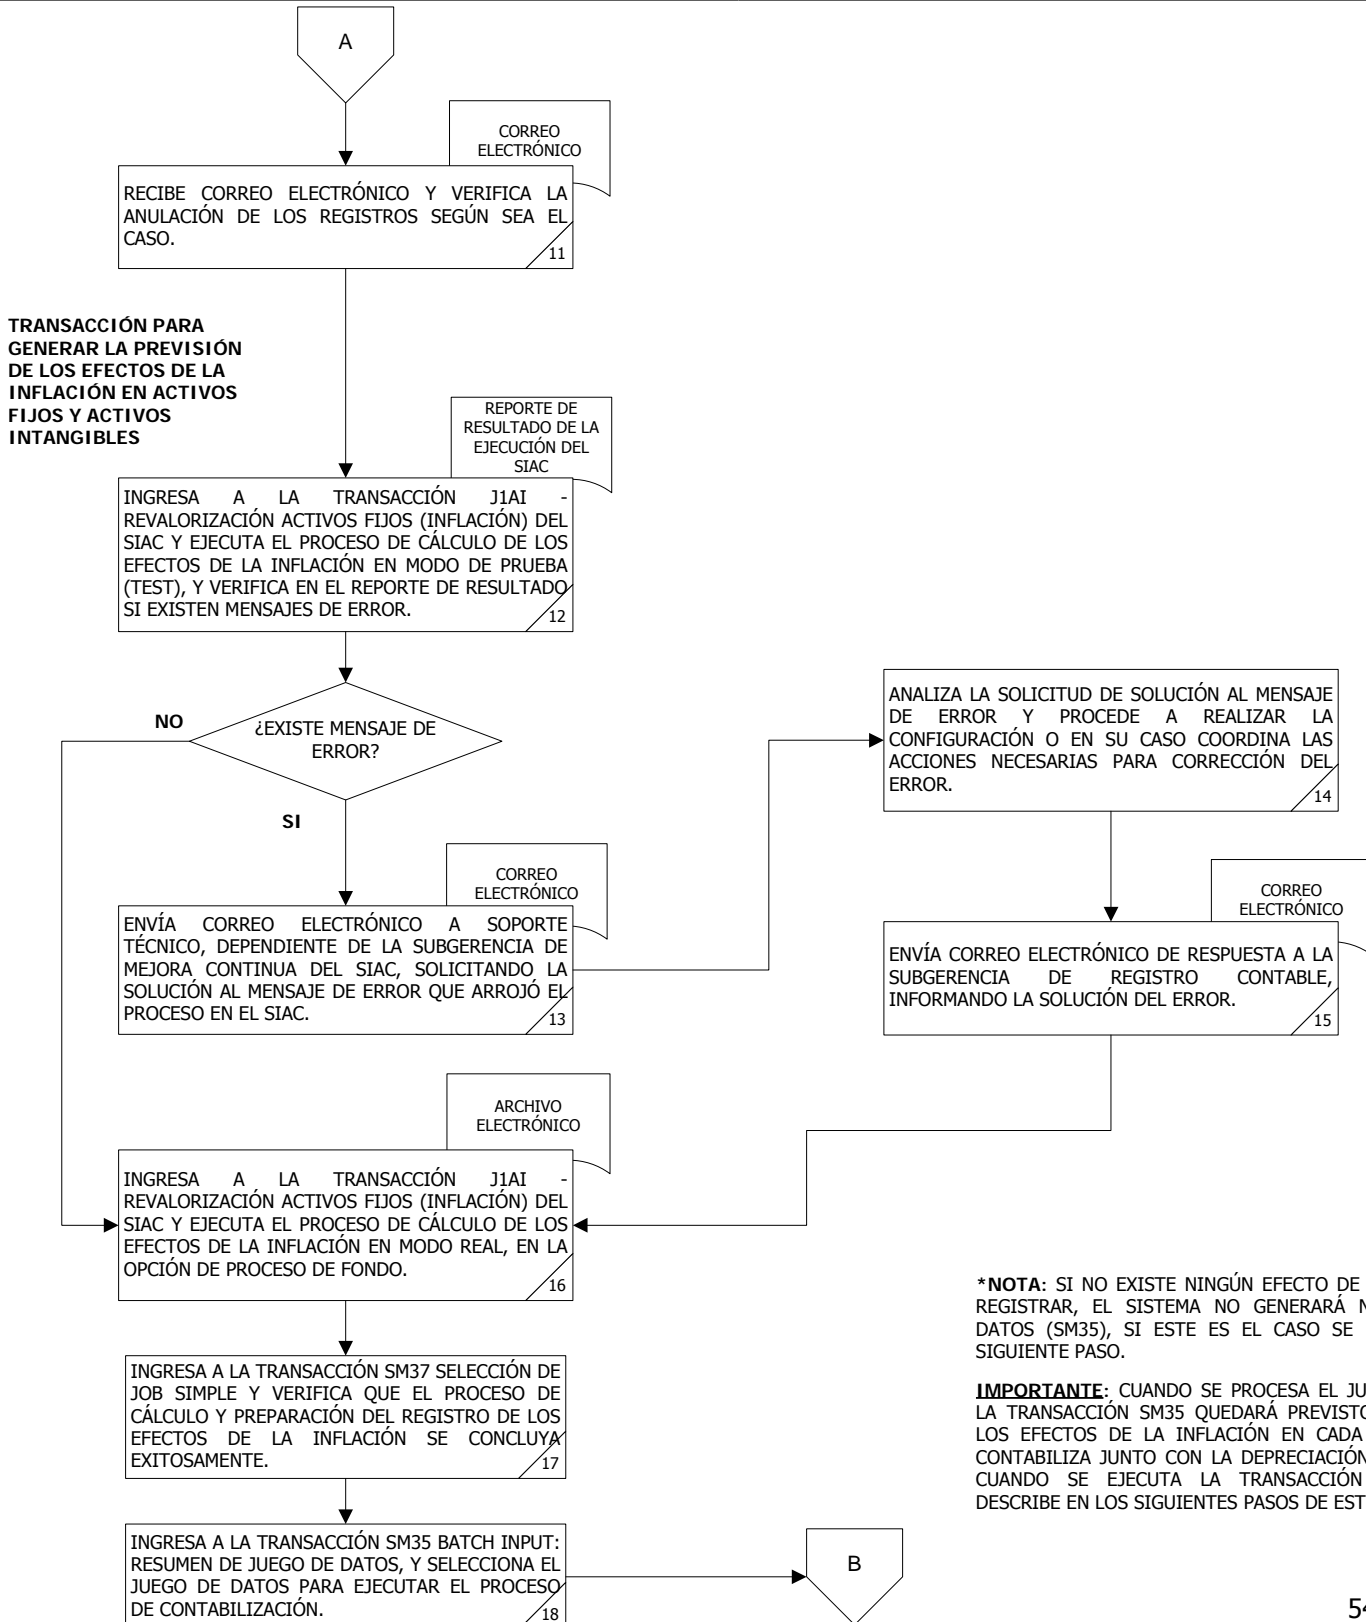 A
CORREO
ELECTRÓNICO
RECIBE CORREO ELECTRÓNICO Y VERIFICA LA
ANULACIÓN DE LOS REGISTROS SEGÚN SEA EL
CASO.
11
TRANSACCIÓN PARA
GENERAR LA PREVISIÓN
DE LOS EFECTOS DE LA
INFLACIÓN EN ACTIVOS
FIJOS Y ACTIVOS
INTANGIBLES
REPORTE DE
RESULTADO DE LA
EJECUCIÓN DEL
SIAC
INGRESA A LA TRANSACCIÓN J1AI -
REVALORIZACIÓN ACTIVOS FIJOS (INFLACIÓN) DEL
SIAC Y EJECUTA EL PROCESO DE CÁLCULO DE LOS
EFECTOS DE LA INFLACIÓN EN MODO DE PRUEBA
(TEST), Y VERIFICA EN EL REPORTE DE RESULTADO
SI EXISTEN MENSAJES DE ERROR.
12
¿EXISTE MENSAJE DE
ERROR?
NO
SI
CORREO
ELECTRÓNICO
ENVÍA CORREO ELECTRÓNICO A SOPORTE
TÉCNICO, DEPENDIENTE DE LA SUBGERENCIA DE
MEJORA CONTINUA DEL SIAC, SOLICITANDO LA
SOLUCIÓN AL MENSAJE DE ERROR QUE ARROJÓ EL
PROCESO EN EL SIAC.
13
ANALIZA LA SOLICITUD DE SOLUCIÓN AL MENSAJE
DE ERROR Y PROCEDE A REALIZAR LA
CONFIGURACIÓN O EN SU CASO COORDINA LAS
ACCIONES NECESARIAS PARA CORRECCIÓN DEL
ERROR.
14
CORREO
ELECTRÓNICO
ENVÍA CORREO ELECTRÓNICO DE RESPUESTA A LA
SUBGERENCIA DE REGISTRO CONTABLE,
INFORMANDO LA SOLUCIÓN DEL ERROR.
15
ARCHIVO
ELECTRÓNICO
INGRESA A LA TRANSACCIÓN J1AI -
REVALORIZACIÓN ACTIVOS FIJOS (INFLACIÓN) DEL
SIAC Y EJECUTA EL PROCESO DE CÁLCULO DE LOS
EFECTOS DE LA INFLACIÓN EN MODO REAL, EN LA
OPCIÓN DE PROCESO DE FONDO.
16
INGRESA A LA TRANSACCIÓN SM37 SELECCIÓN DE
JOB SIMPLE Y VERIFICA QUE EL PROCESO DE
CÁLCULO Y PREPARACIÓN DEL REGISTRO DE LOS
EFECTOS DE LA INFLACIÓN SE CONCLUYA
EXITOSAMENTE.
17
INGRESA A LA TRANSACCIÓN SM35 BATCH INPUT:
RESUMEN DE JUEGO DE DATOS, Y SELECCIONA EL
JUEGO DE DATOS PARA EJECUTAR EL PROCESO
DE CONTABILIZACIÓN.
18
B
*NOTA: SI NO EXISTE NINGÚN EFECTO DE
REGISTRAR, EL SISTEMA NO GENERARÁ
DATOS (SM35), SI ESTE ES EL CASO SE
SIGUIENTE PASO.
IMPORTANTE: CUANDO SE PROCESA EL
LA TRANSACCIÓN SM35 QUEDARÁ
LOS EFECTOS DE LA INFLACIÓN EN CADA
CONTABILIZA JUNTO CON LA DEPRECIACIÓN
CUANDO SE EJECUTA LA TRANSACCIÓN
DESCRIBE EN LOS SIGUIENTES PASOS DE